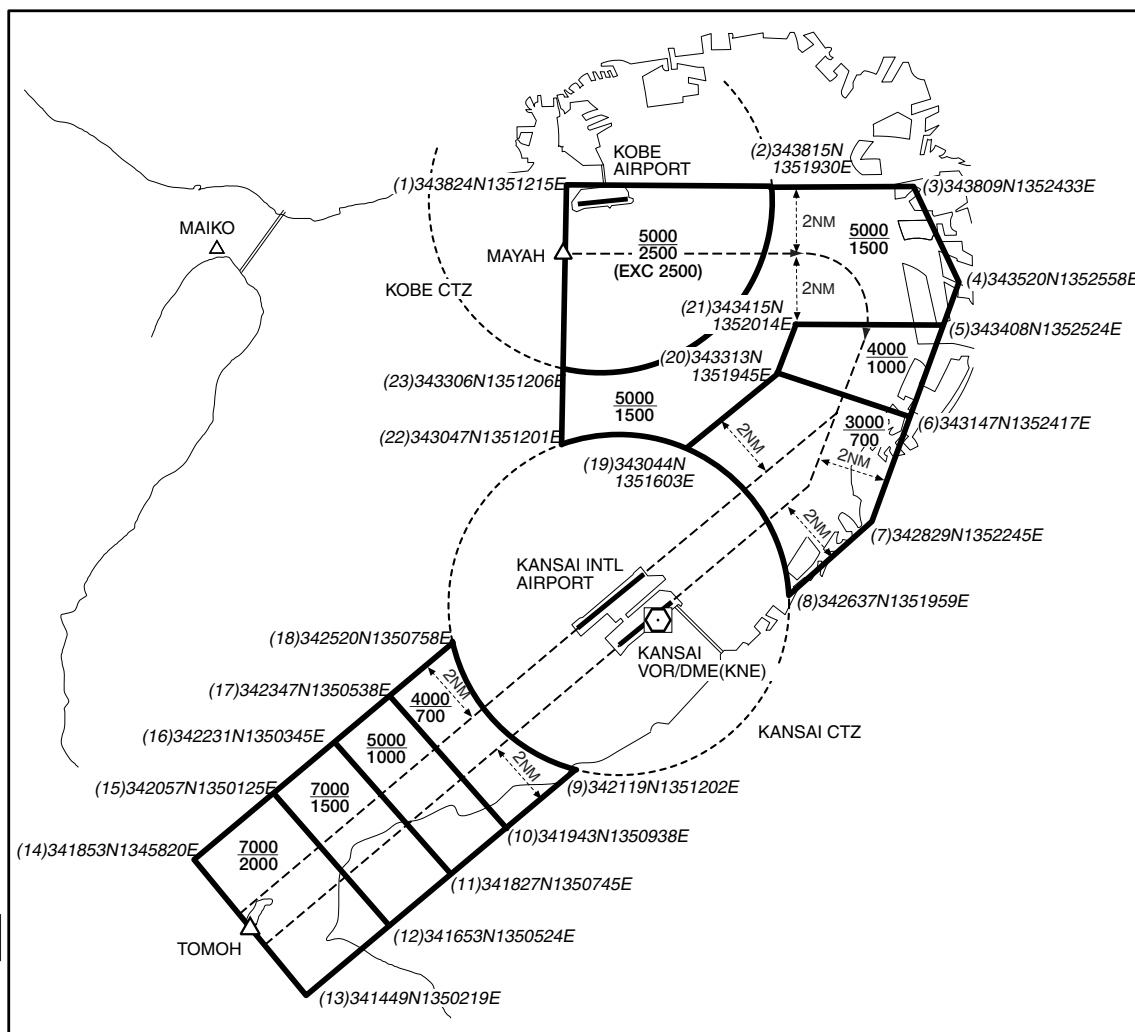 (2)343815N
1351930E
KOBE
AIRPORT
(1)343824N1351215E
(3)343809N1352433E
MAIKO
2NM
5000
1500
5000
2500
(EXC 2500)
MAYAH
KOBE CTZ
2NM
(4)343520N1352558E
(21)343415N
1352014E
(5)343408N1352524E
(20)343313N
1351945E
4000
1000
(23)343306N1351206E
5000
1500
3000
700
(6)343147N1352417E
(22)343047N1351201E
2NM
2NM
(19)343044N
1351603E
2NM
(7)342829N1352245E
KANSAI INTL
AIRPORT
(8)342637N1351959E
(18)342520N1350758E
KANSAI
VOR/DME(KNE)
(17)342347N1350538E
4000
700
2NM
(16)342231N1350345E
5000
1000
KANSAI CTZ
2NM
(15)342057N1350125E
7000
1500
(9)342119N1351202E
(10)341943N1350938E
(14)341853N1345820E
7000
2000
(11)341827N1350745E
(12)341653N1350524E
TOMOH
(13)341449N1350219E